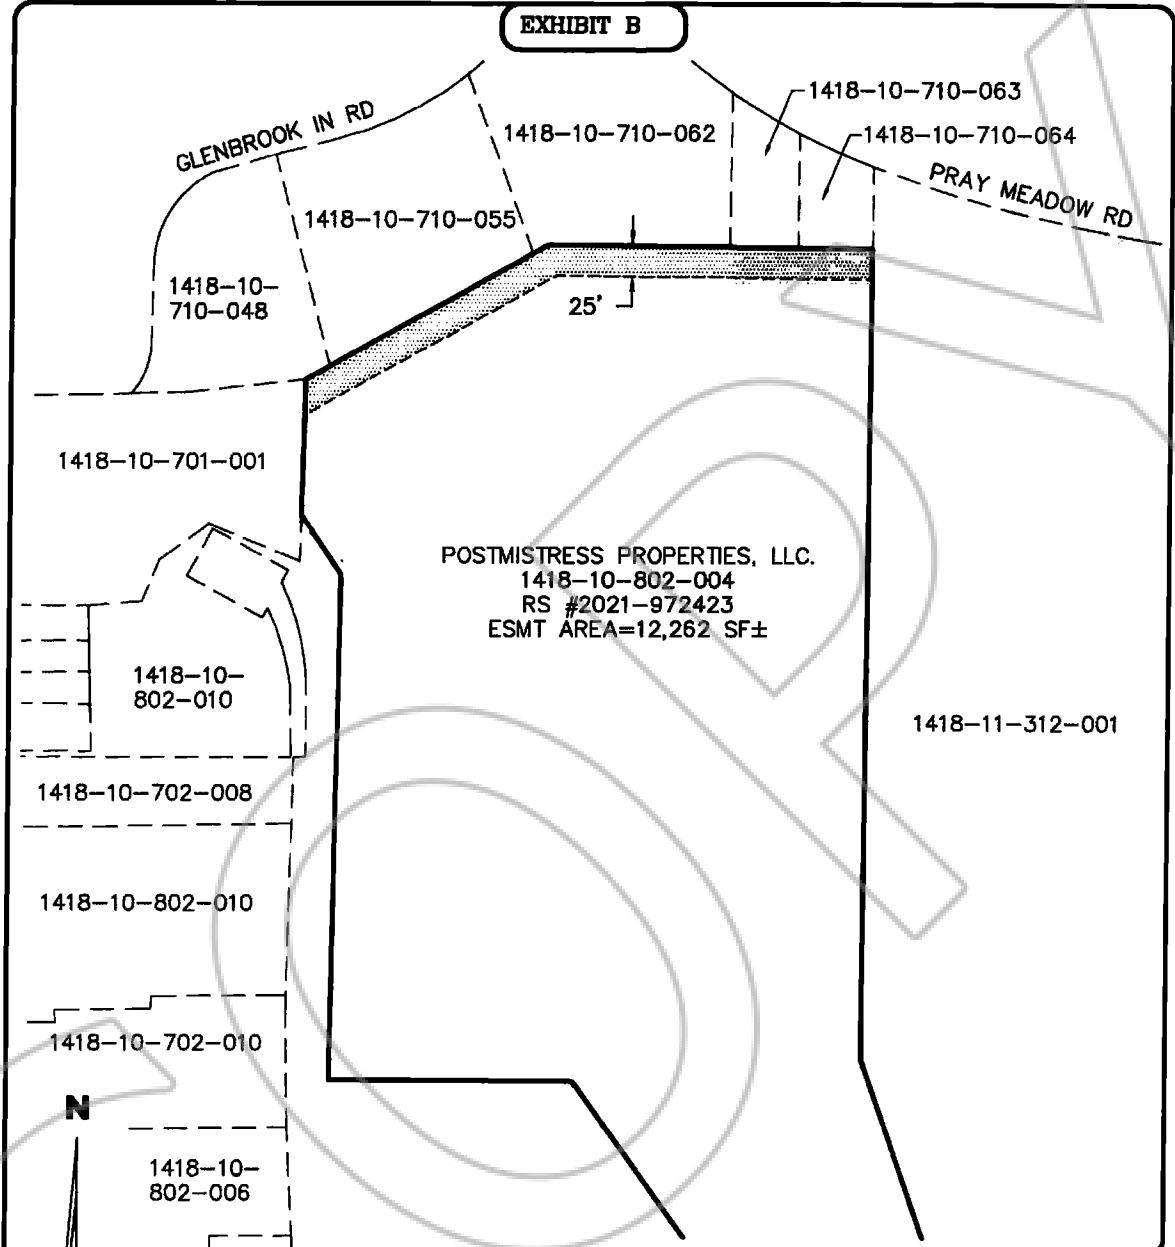 EXHIBIT B
1418-10-710-063
1418-10-710-064
1418-10-710-062
GLENBROOK IN RD
PRAY MEADOW RD
1418-10-710-055
1418-10-
710-048
25'
1418-10-701-001
POSTMISTRESS PROPERTIES, LLC.
1418-10-802-004
RS #2021-972423
ESMT AREA=12,262 SF±
1418-10-
802-010
1418-11-312-001
1418-10-702-008
1418-10-802-010
1418-10-702-010
N
1418-10-
802-006
COPY